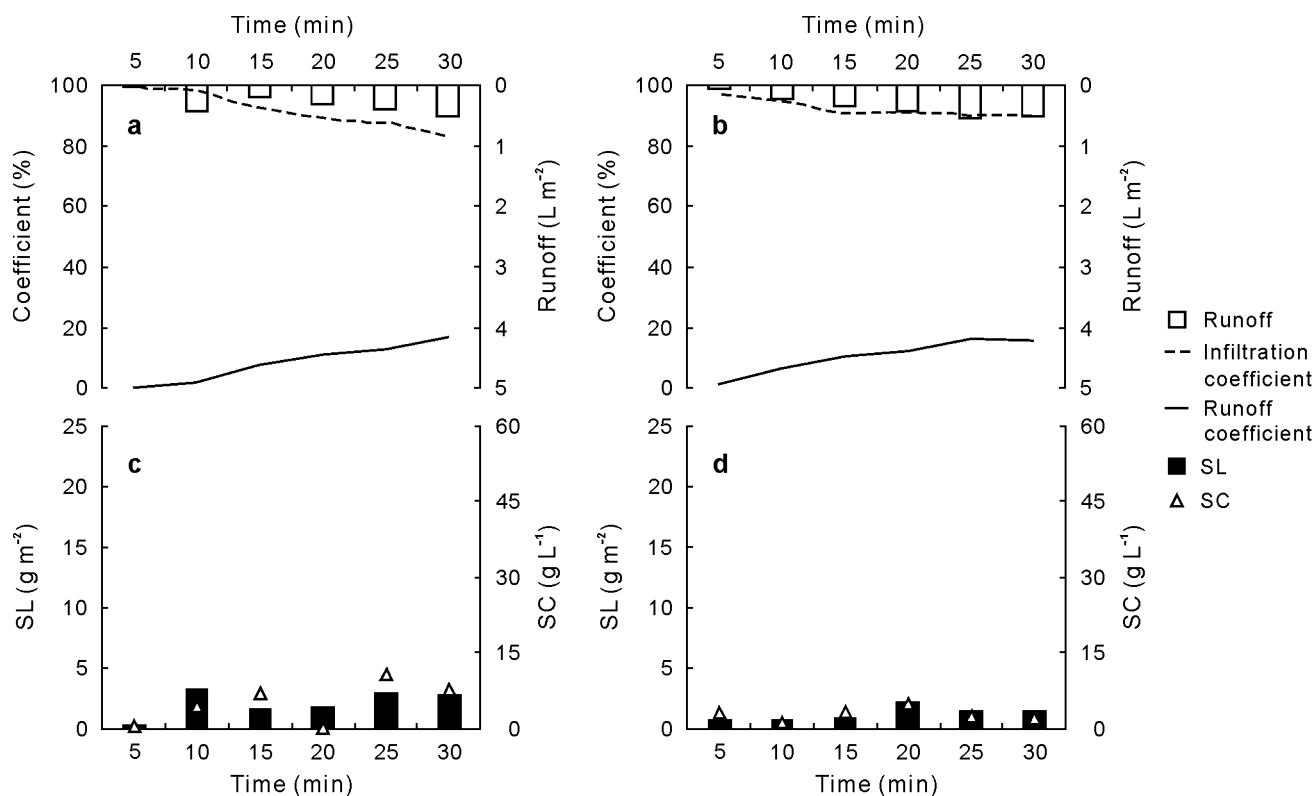 Time (min)
5 10 15 20 25 30
100 80 60 40 20 0
Coefficient (%)
a
0 1 2 3 4 5
Runoff (L m⁻²)
Time (min)
5 10 15 20 25 30
100 80 60 40 20 0
Coefficient (%)
b
0 1 2 3 4 5
Runoff (L m⁻²)
Runoff
Infiltration
coefficient
Runoff
coefficient
SL
SC
25 20 15 10 5 0
SL (g m⁻²)
c
60 45 30 15 0
SC (g L⁻¹)
5 10 15 20 25 30
Time (min)
25 20 15 10 5 0
SL (g m⁻²)
d
60 45 30 15 0
SC (g L⁻¹)
5 10 15 20 25 30
Time (min)